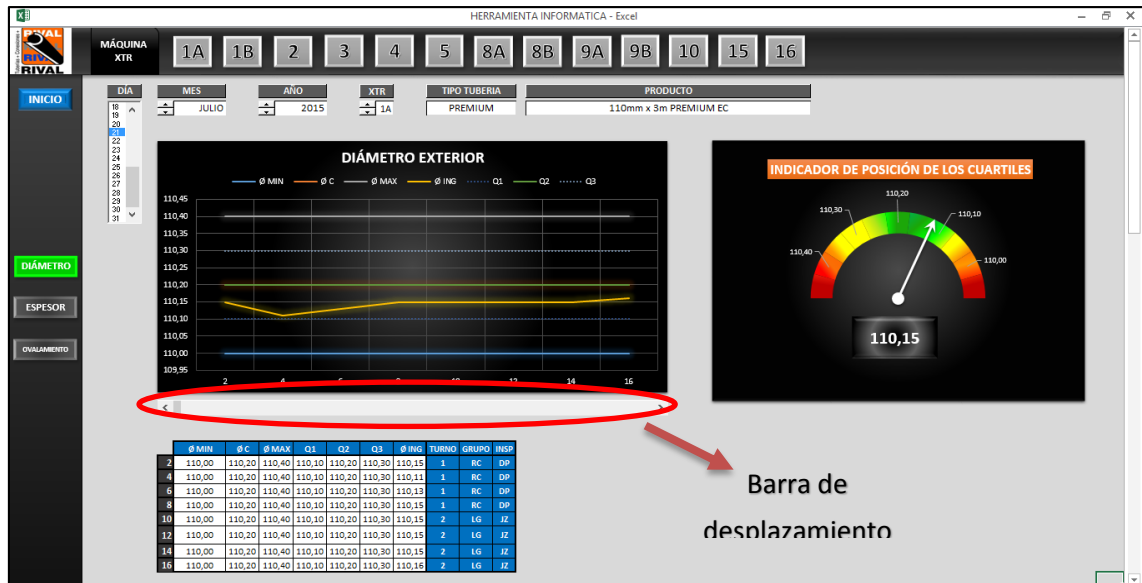 HERRAMIENTA INFORMATICA - Excel
RIVAL
RIVAL
MÁQUINA
XTR
1A 1B 2 3 4 5 8A 8B 9A 9B 10 15 16
INICIO
DÍA MES AÑO XTR TIPO TUBERIA PRODUCTO
JULIO 2015 1A PREMIUM 110mm x 3m PREMIUM EC
18
19
20
21
22
23
24
25
26
27
28
29
30
31
DIÁMETRO
ESPESOR
OVALAMIENTO
DIÁMETRO EXTERIOR
Ø MIN Ø C Ø MAX Ø ING Q1 Q2 Q3
110,45
110,40
110,35
110,30
110,25
110,20
110,15
110,10
110,05
110,00
109,95
2 4 6 8 10 12 14 16
INDICADOR DE POSICIÓN DE LOS CUARTILES
110,20
110,30 110,10
110,40 110,00
110,15
Barra de
desplazamiento
Ø MIN Ø C Ø MAX Q1 Q2 Q3 Ø ING TURNO GRUPO INSP
2 110,00 110,20 110,40 110,10 110,20 110,30 110,15 1 RC DP
4 110,00 110,20 110,40 110,10 110,20 110,30 110,11 1 RC DP
6 110,00 110,20 110,40 110,10 110,20 110,30 110,13 1 RC DP
8 110,00 110,20 110,40 110,10 110,20 110,30 110,15 1 RC DP
10 110,00 110,20 110,40 110,10 110,20 110,30 110,15 2 LG JZ
12 110,00 110,20 110,40 110,10 110,20 110,30 110,15 2 LG JZ
14 110,00 110,20 110,40 110,10 110,20 110,30 110,15 2 LG JZ
16 110,00 110,20 110,40 110,10 110,20 110,30 110,16 2 LG JZ